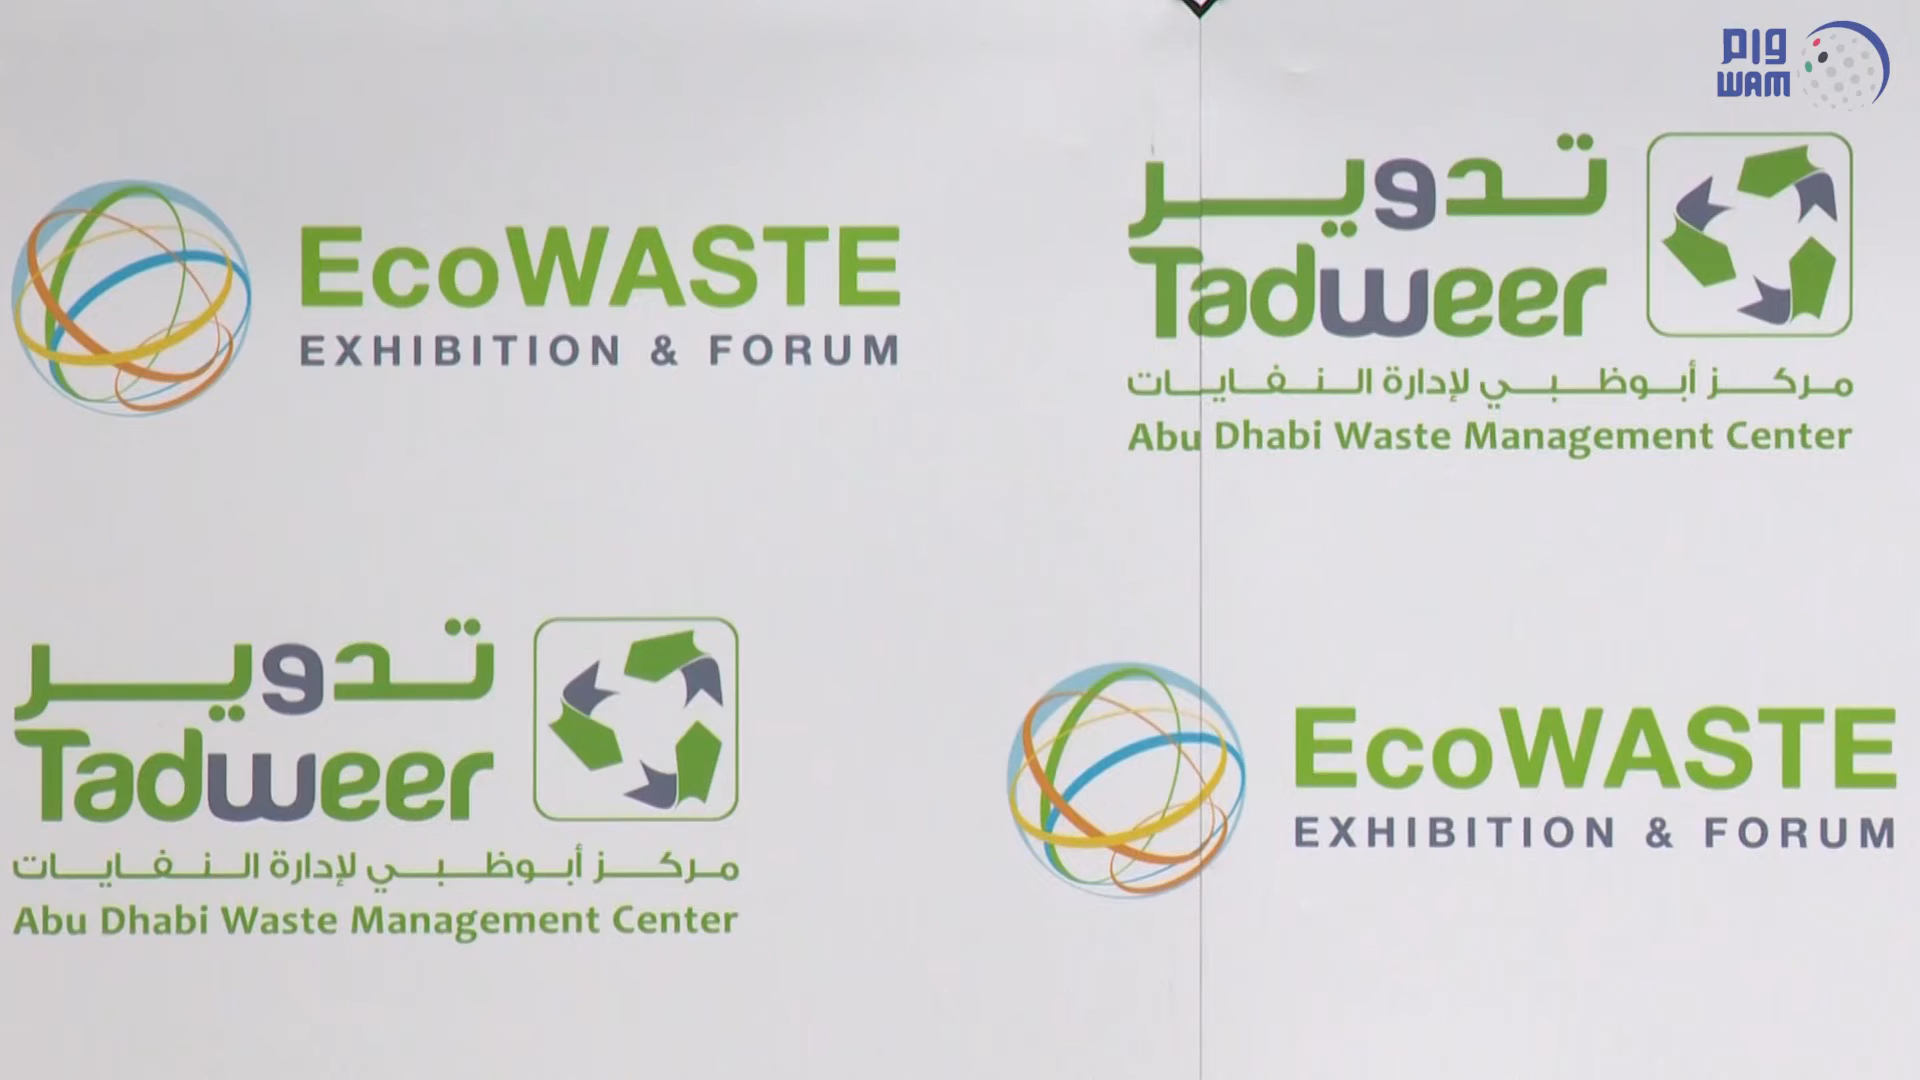 وام
WAM
EcoWASTE
EXHIBITION & FORUM
تدوير
Tadweer
مركز أبوظبي لإدارة النفايات
Abu Dhabi Waste Management Center
تدوير
Tadweer
مركز أبوظبي لإدارة النفايات
Abu Dhabi Waste Management Center
EcoWASTE
EXHIBITION & FORUM